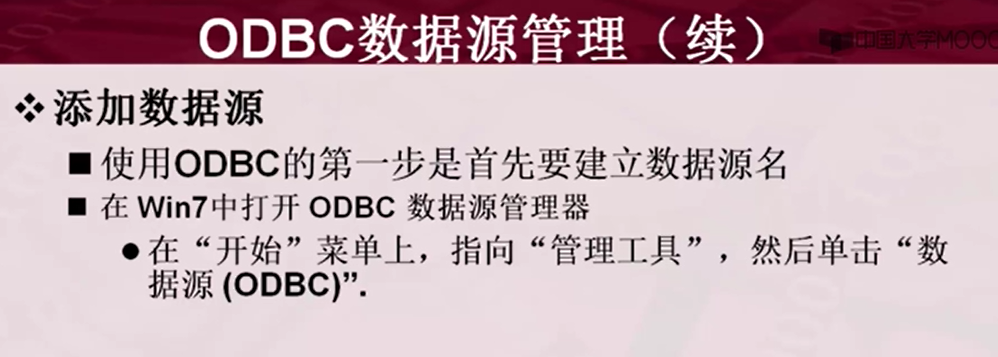 ODBC数据源管理（续）
中国大学MOOC
添加数据源
使用ODBC的第一步是首先要建立数据源名
在 Win7中打开 ODBC 数据源管理器
在“开始”菜单上，指向“管理工具”，然后单击“数
据源 (ODBC)”.